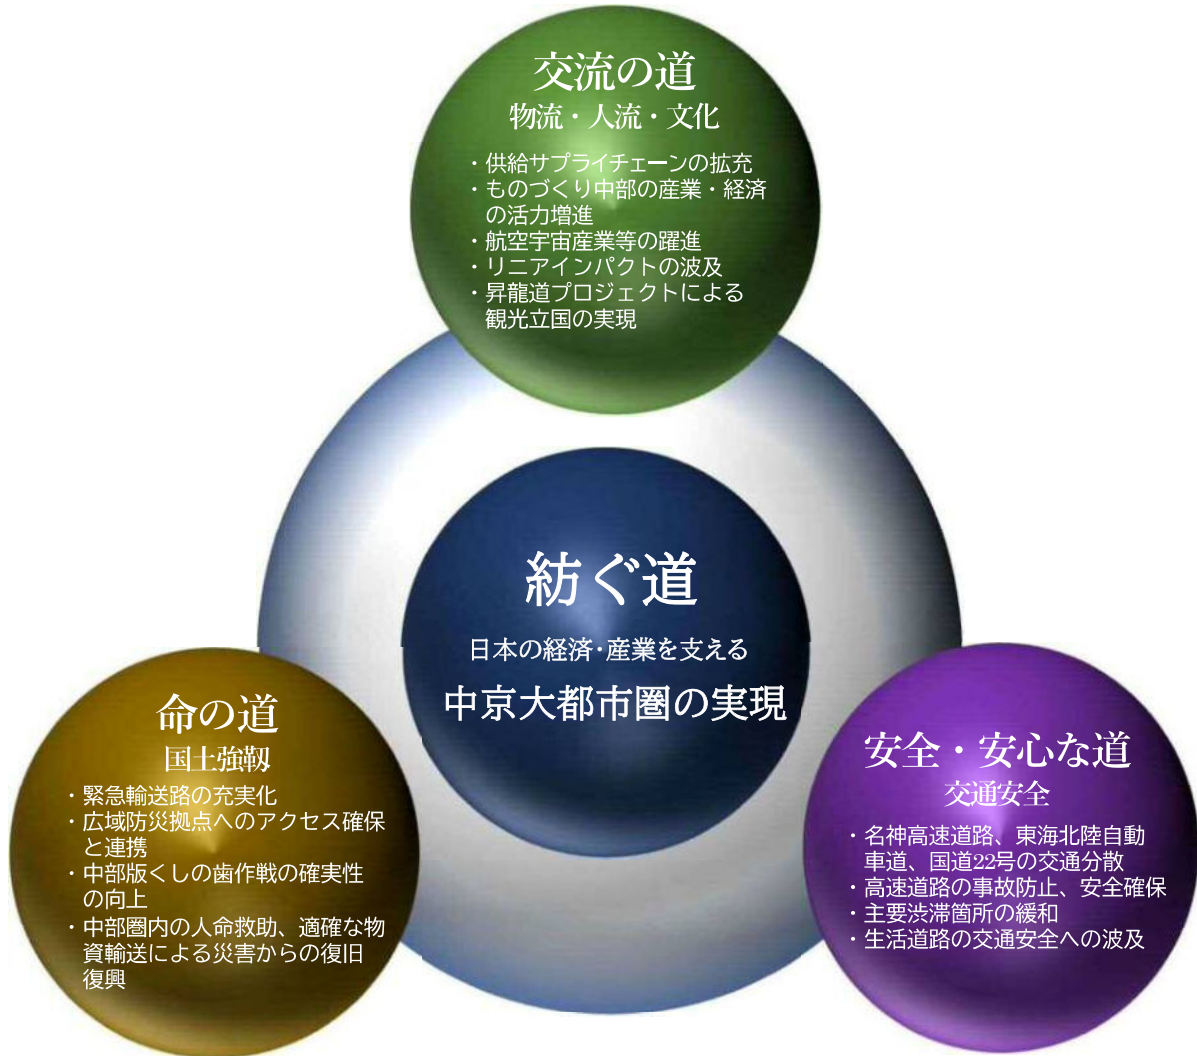 交流の道
物流・人流・文化
・供給サプライチェーンの拡充
・ものづくり中部の産業・経済
の活力増進
・航空宇宙産業等の躍進
・リニアインパクトの波及
・昇龍道プロジェクトによる
観光立国の実現
紡ぐ道
日本の経済・産業を支える
中京大都市圏の実現
命の道
国土強靭
・緊急輸送路の充実化
・広域防災拠点へのアクセス確保
と連携
・中部版くしの歯作戦の確実性
の向上
・中部圏内の人命救助、適確な物
資輸送による災害からの復旧
復興
安全・安心な道
交通安全
・名神高速道路、東海北陸自動
車道、国道22号の交通分散
・高速道路の事故防止、安全確保
・主要渋滞箇所の緩和
・生活道路の交通安全への波及